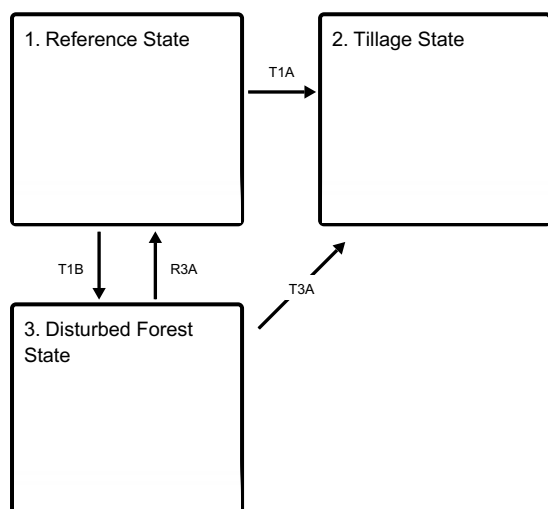 1. Reference State
2. Tillage State
T1A
T1B
R3A
T3A
3. Disturbed Forest
State